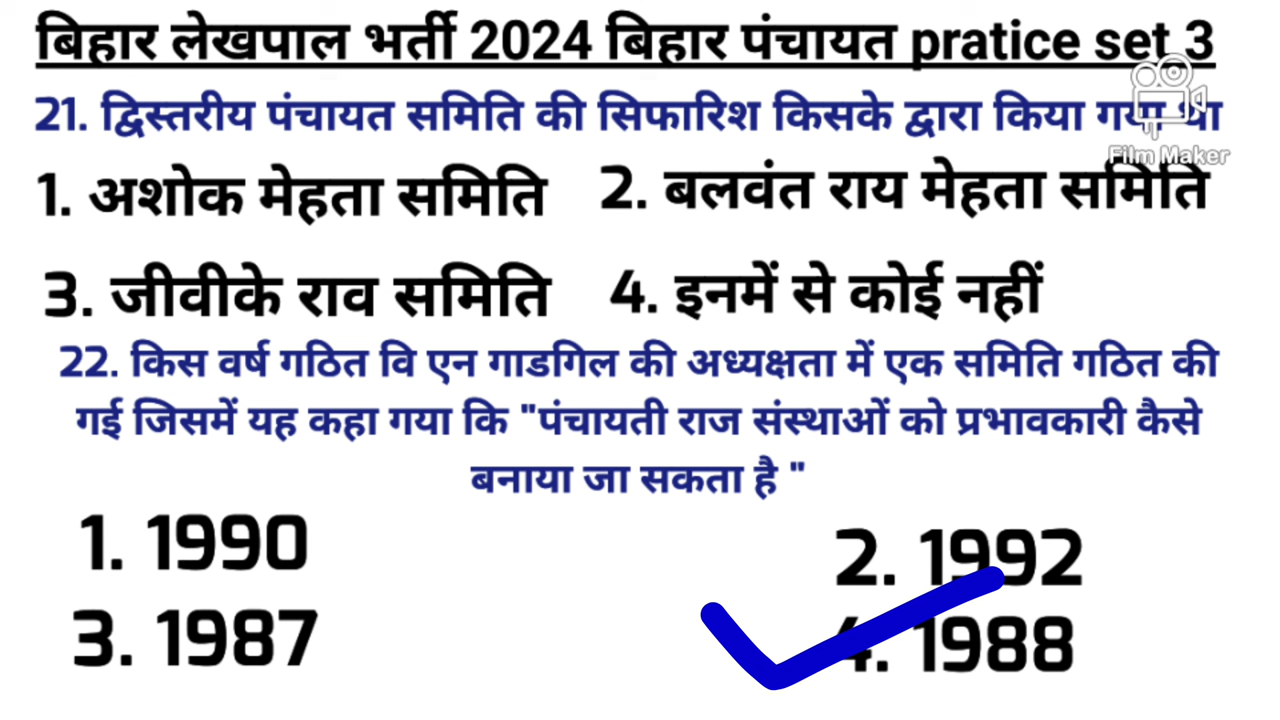 बिहार लेखपाल भर्ती 2024 बिहार पंचायत pratice set 3
21. द्विस्तरीय पंचायत समिति की सिफारिश किसके द्वारा किया गया था
Film Maker
1. अशोक मेहता समिति 2. बलवंत राय मेहता समिति
3. जीवीके राव समिति 4. इनमें से कोई नहीं
22. किस वर्ष गठित वि एन गाडगिल की अध्यक्षता में एक समिति गठित की
गई जिसमें यह कहा गया कि "पंचायती राज संस्थाओं को प्रभावकारी कैसे
बनाया जा सकता है "
1. 1990 2. 1992
3. 1987 4. 1988